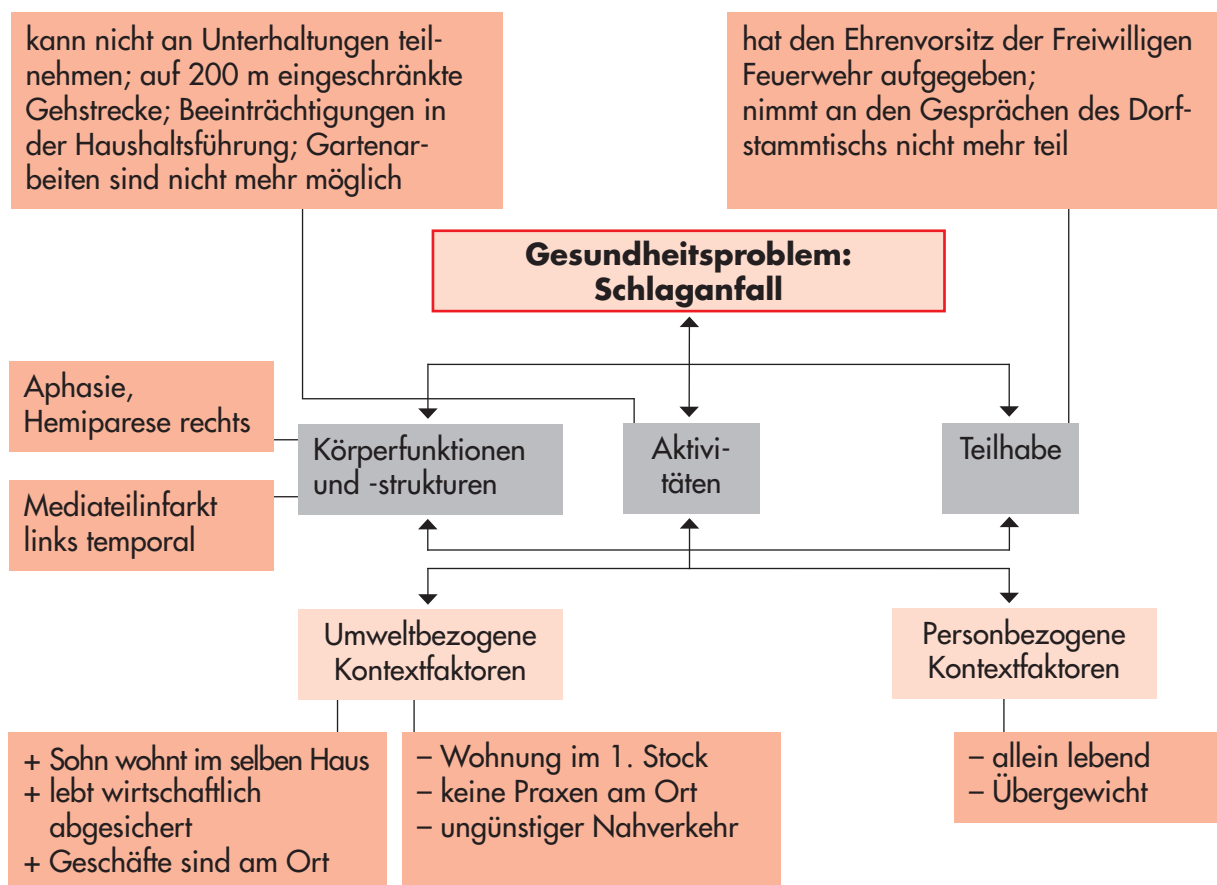 kann nicht an Unterhaltungen teil-
nehmen; auf 200 m eingeschränkte
Gehstrecke; Beeinträchtigungen in
der Haushaltsführung; Gartenar-
beiten sind nicht mehr möglich
hat den Ehrenvorsitz der Freiwilligen
Feuerwehr aufgegeben;
nimmt an den Gesprächen des Dorf-
stammtischs nicht mehr teil
Gesundheitsproblem:
Schlaganfall
Aphasie,
Hemiparese rechts
Mediateilinfarkt
links temporal
Körperfunktionen
und -strukturen
Aktivi-
täten
Teilhabe
Umweltbezogene
Kontextfaktoren
Personbezogene
Kontextfaktoren
+ Sohn wohnt im selben Haus
+ lebt wirtschaftlich
abgesichert
+ Geschäfte sind am Ort
– Wohnung im 1. Stock
– keine Praxen am Ort
– ungünstiger Nahverkehr
– allein lebend
– Übergewicht